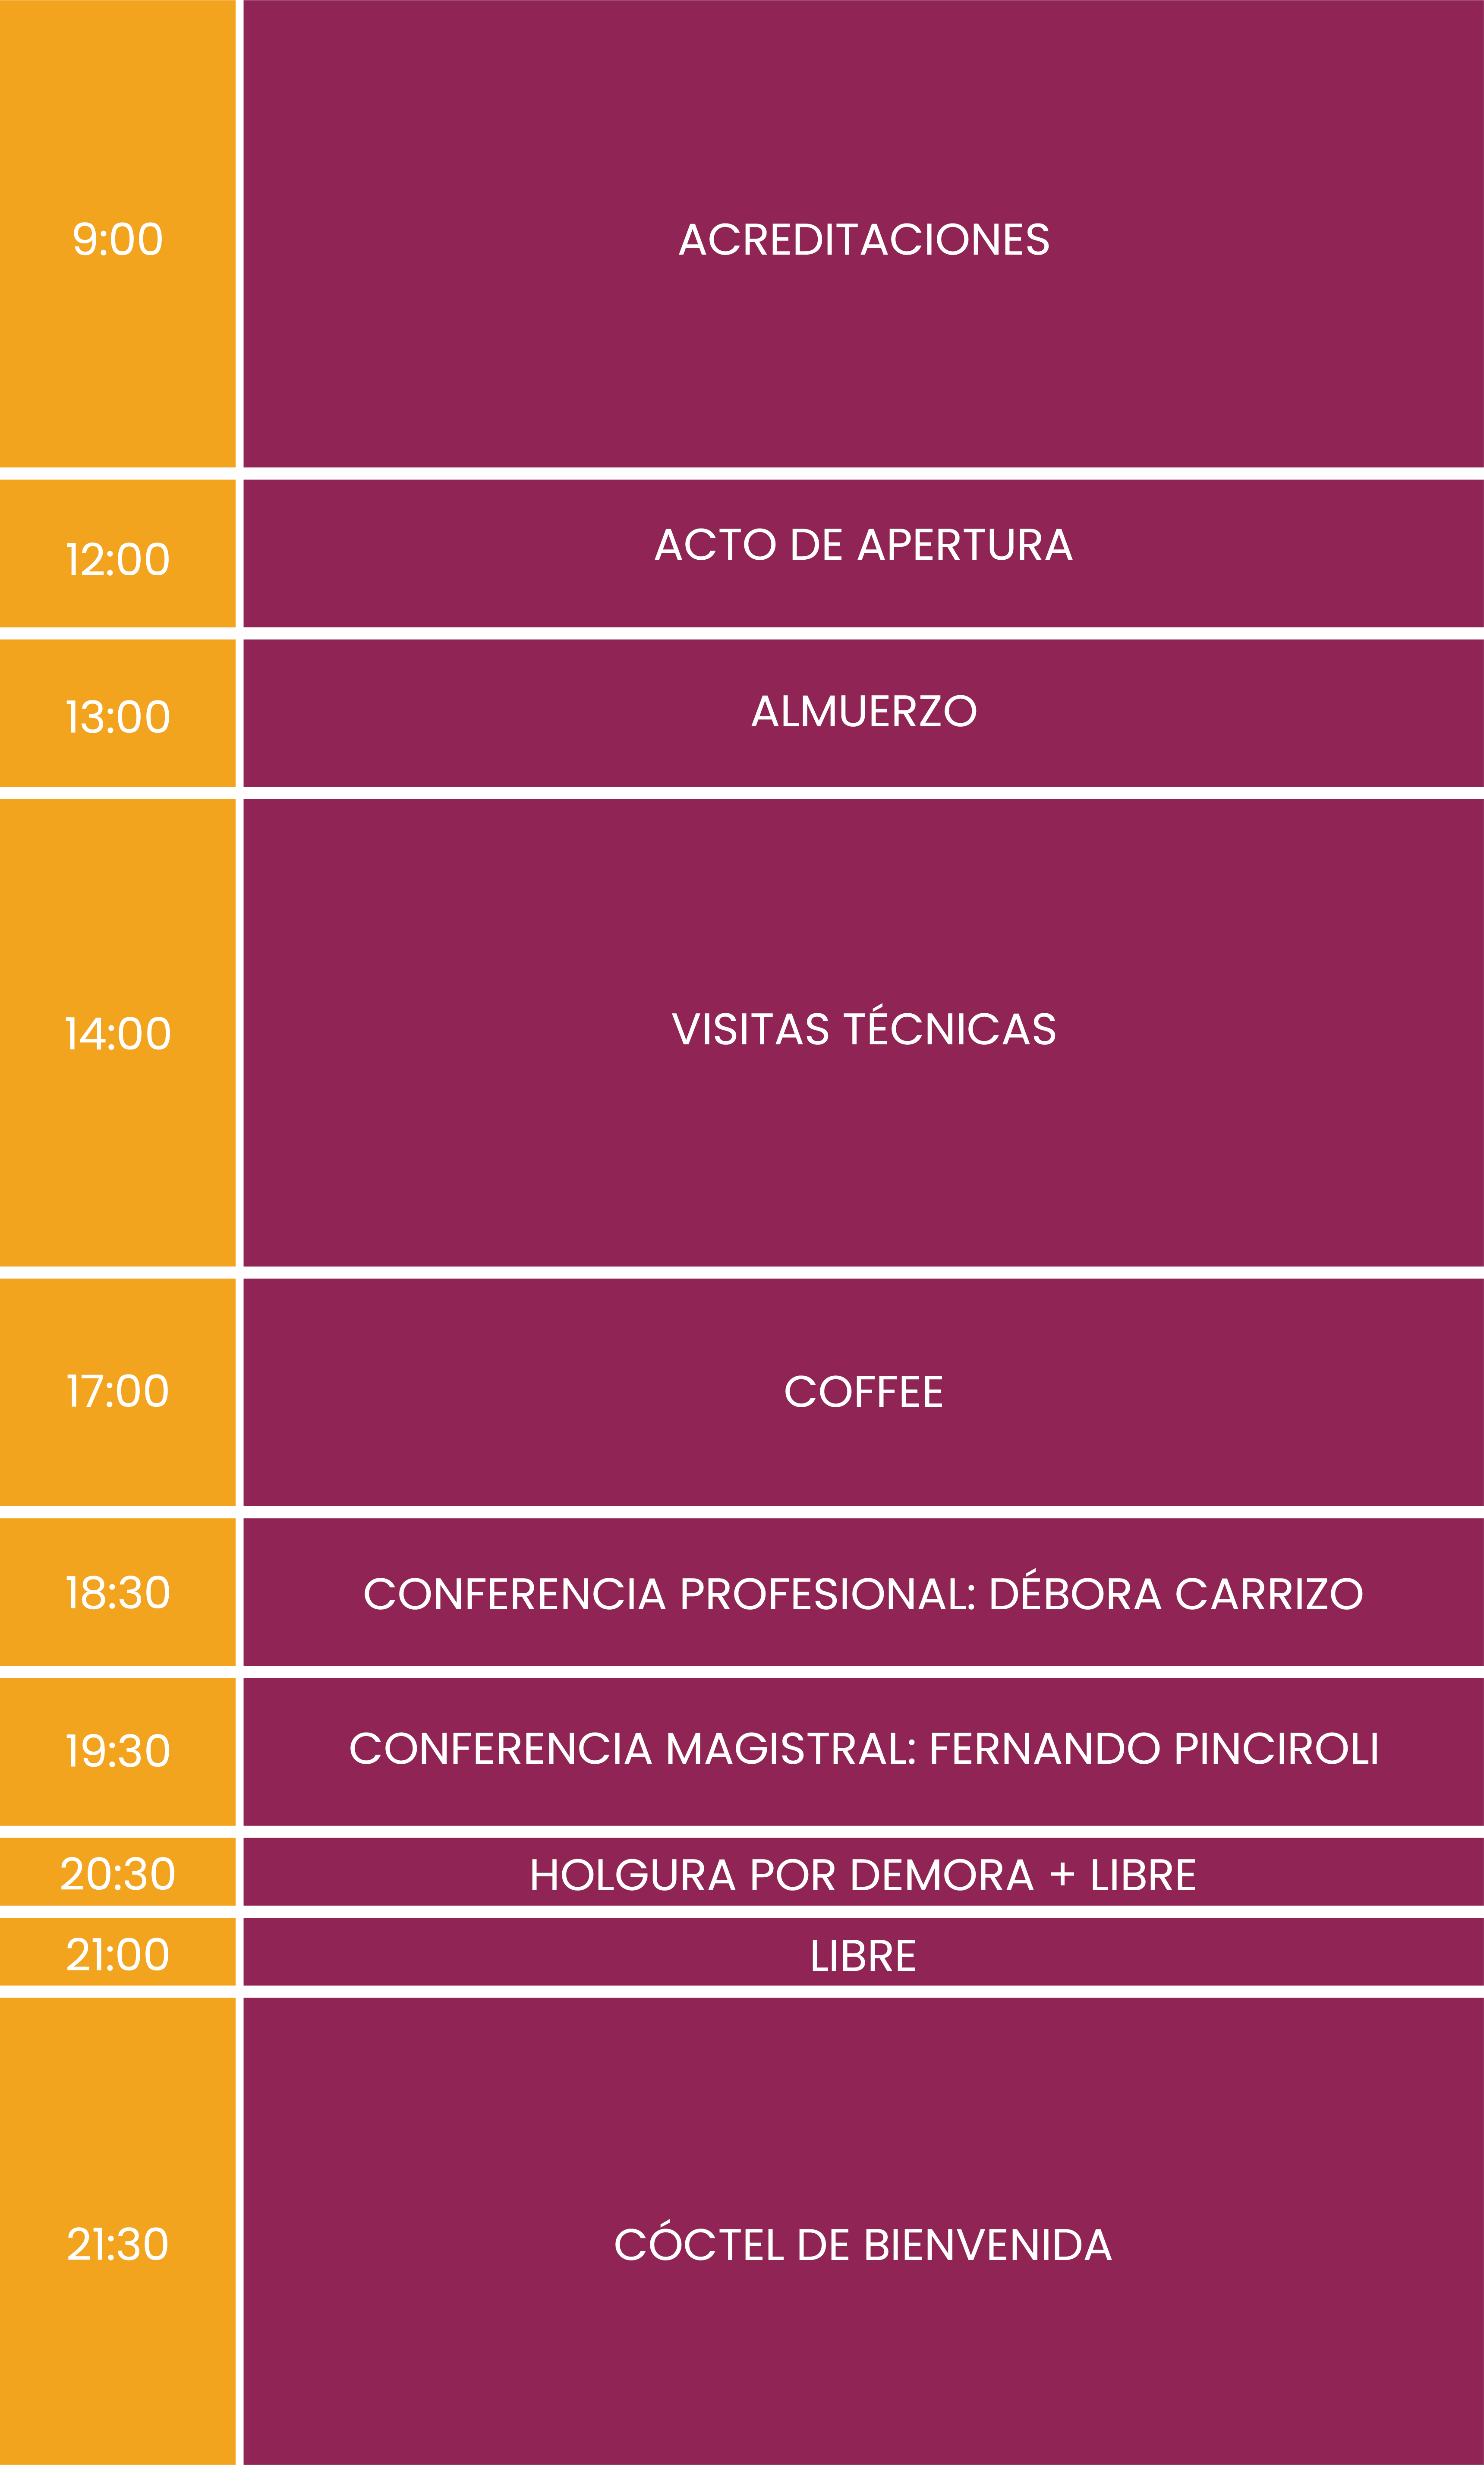 9:00 ACREDITACIONES
12:00 ACTO DE APERTURA
13:00 ALMUERZO
14:00 VISITAS TÉCNICAS
17:00 COFFEE
18:30 CONFERENCIA PROFESIONAL: DÉBORA CARRIZO
19:30 CONFERENCIA MAGISTRAL: FERNANDO PINCIROLI
20:30 HOLGURA POR DEMORA + LIBRE
21:00 LIBRE
21:30 CÓCTEL DE BIENVENIDA